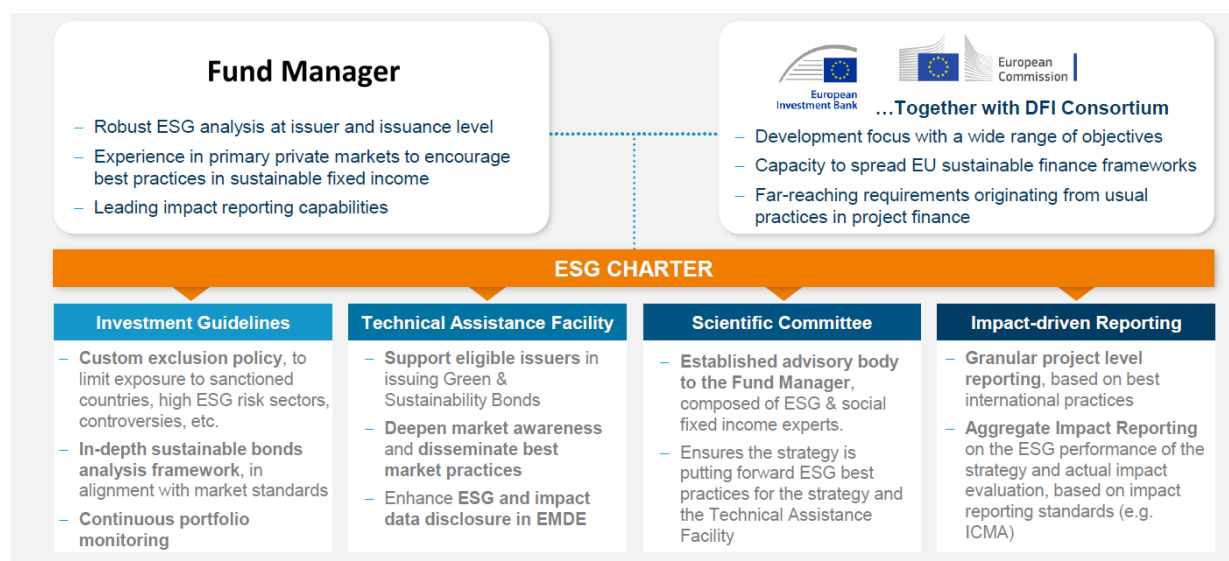 Fund Manager
– Robust ESG analysis at issuer and issuance level
– Experience in primary private markets to encourage
best practices in sustainable fixed income
– Leading impact reporting capabilities
European
Investment Bank
European
Commission
…Together with DFI Consortium
– Development focus with a wide range of objectives
– Capacity to spread EU sustainable finance frameworks
– Far-reaching requirements originating from usual
practices in project finance
ESG CHARTER
Investment Guidelines
– Custom exclusion policy, to
limit exposure to sanctioned
countries, high ESG risk sectors,
controversies, etc.
– In-depth sustainable bonds
analysis framework, in
alignment with market standards
– Continuous portfolio
monitoring
Technical Assistance Facility
– Support eligible issuers in
issuing Green &
Sustainability Bonds
– Deepen market awareness
and disseminate best
market practices
– Enhance ESG and impact
data disclosure in EMDE
Scientific Committee
– Established advisory body
to the Fund Manager,
composed of ESG & social
fixed income experts.
– Ensures the strategy is
putting forward ESG best
practices for the strategy and
the Technical Assistance
Facility
Impact-driven Reporting
– Granular project level
reporting, based on best
international practices
– Aggregate Impact Reporting
on the ESG performance of the
strategy and actual impact
evaluation, based on impact
reporting standards (e.g.
ICMA)